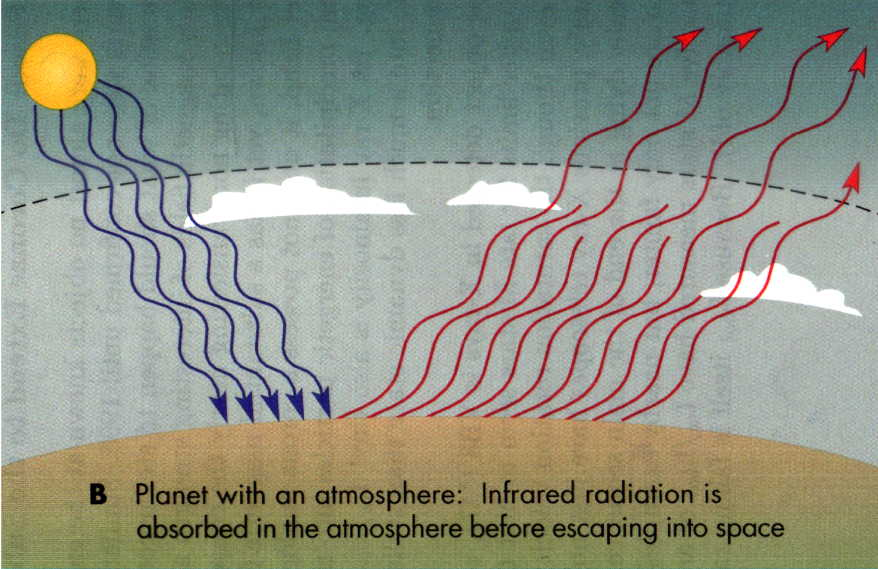 B Planet with an atmosphere: Infrared radiation is
absorbed in the atmosphere before escaping into space